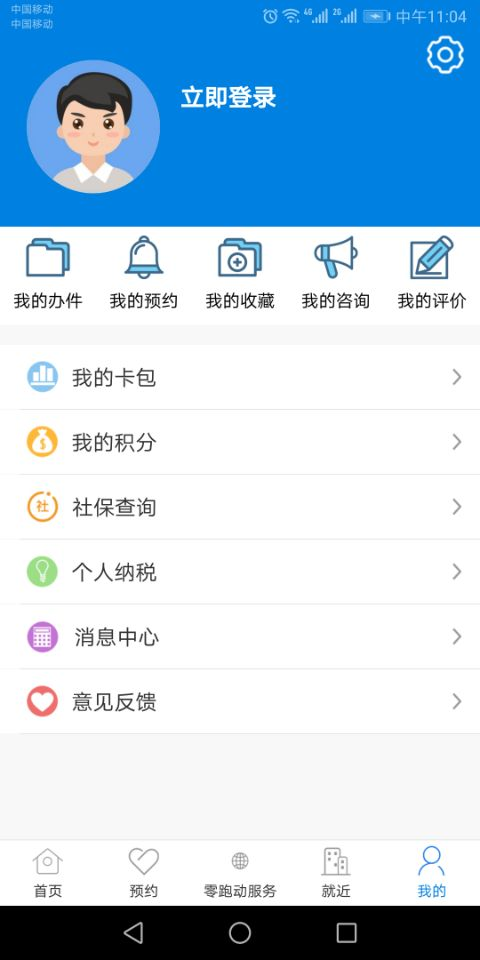 中国移动
中国移动
4G
2G
中午11:04
立即登录
我的办件
我的预约
我的收藏
我的咨询
我的评价
我的卡包
$
我的积分
社
社保查询
个人纳税
消息中心
意见反馈
首页
预约
零跑动服务
就近
我的